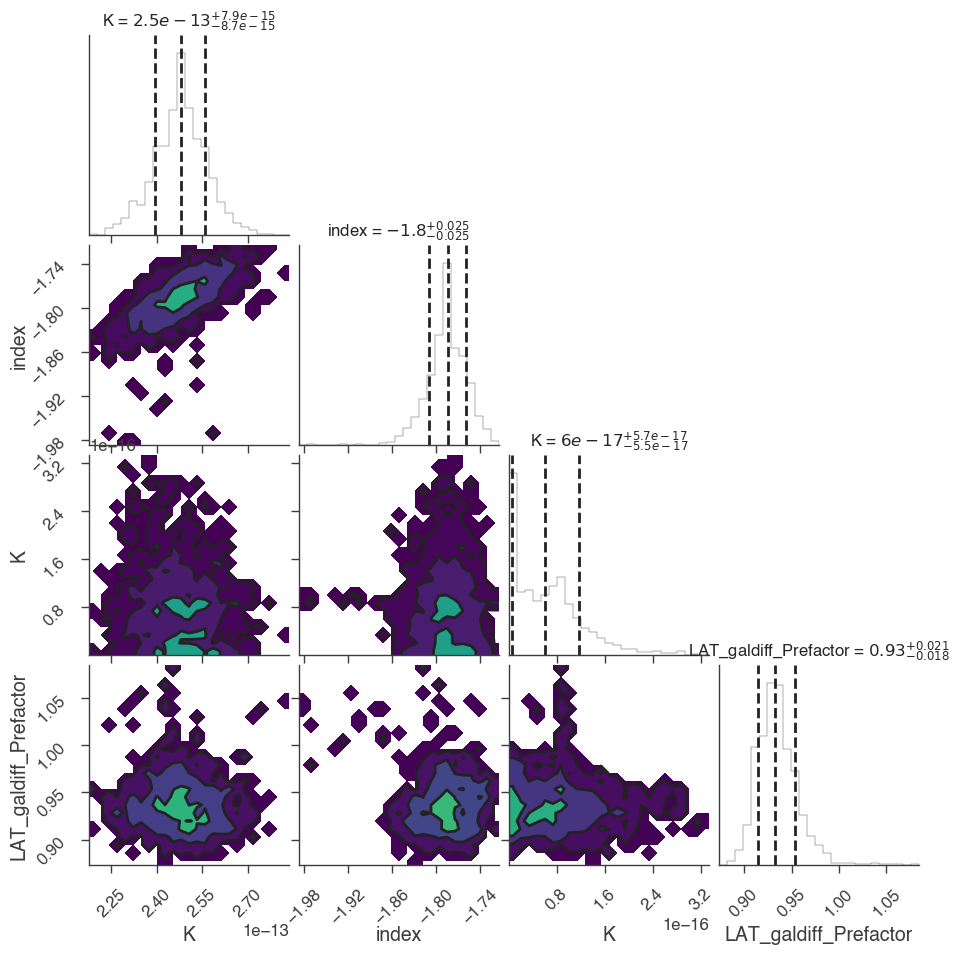 K = 2.5e−13 +7.9e−15 −8.7e−15
index = −1.8 +0.025 −0.025
−1.74
−1.80
−1.86
−1.92
−1.98
index
1e−16
K = 6e−17 +5.7e−17 −5.5e−17
3.2
2.4
1.6
0.8
K
LAT_galdiff_Prefactor = 0.93 +0.021 −0.018
1.05
1.00
0.95
0.90
LAT_galdiff_Prefactor
2.25 2.40 2.55 2.70 −1.98 −1.92 −1.86 −1.80 −1.74 0.8 1.6 2.4 3.2 0.90 0.95 1.00 1.05
1e−13 1e−16
K index K LAT_galdiff_Prefactor